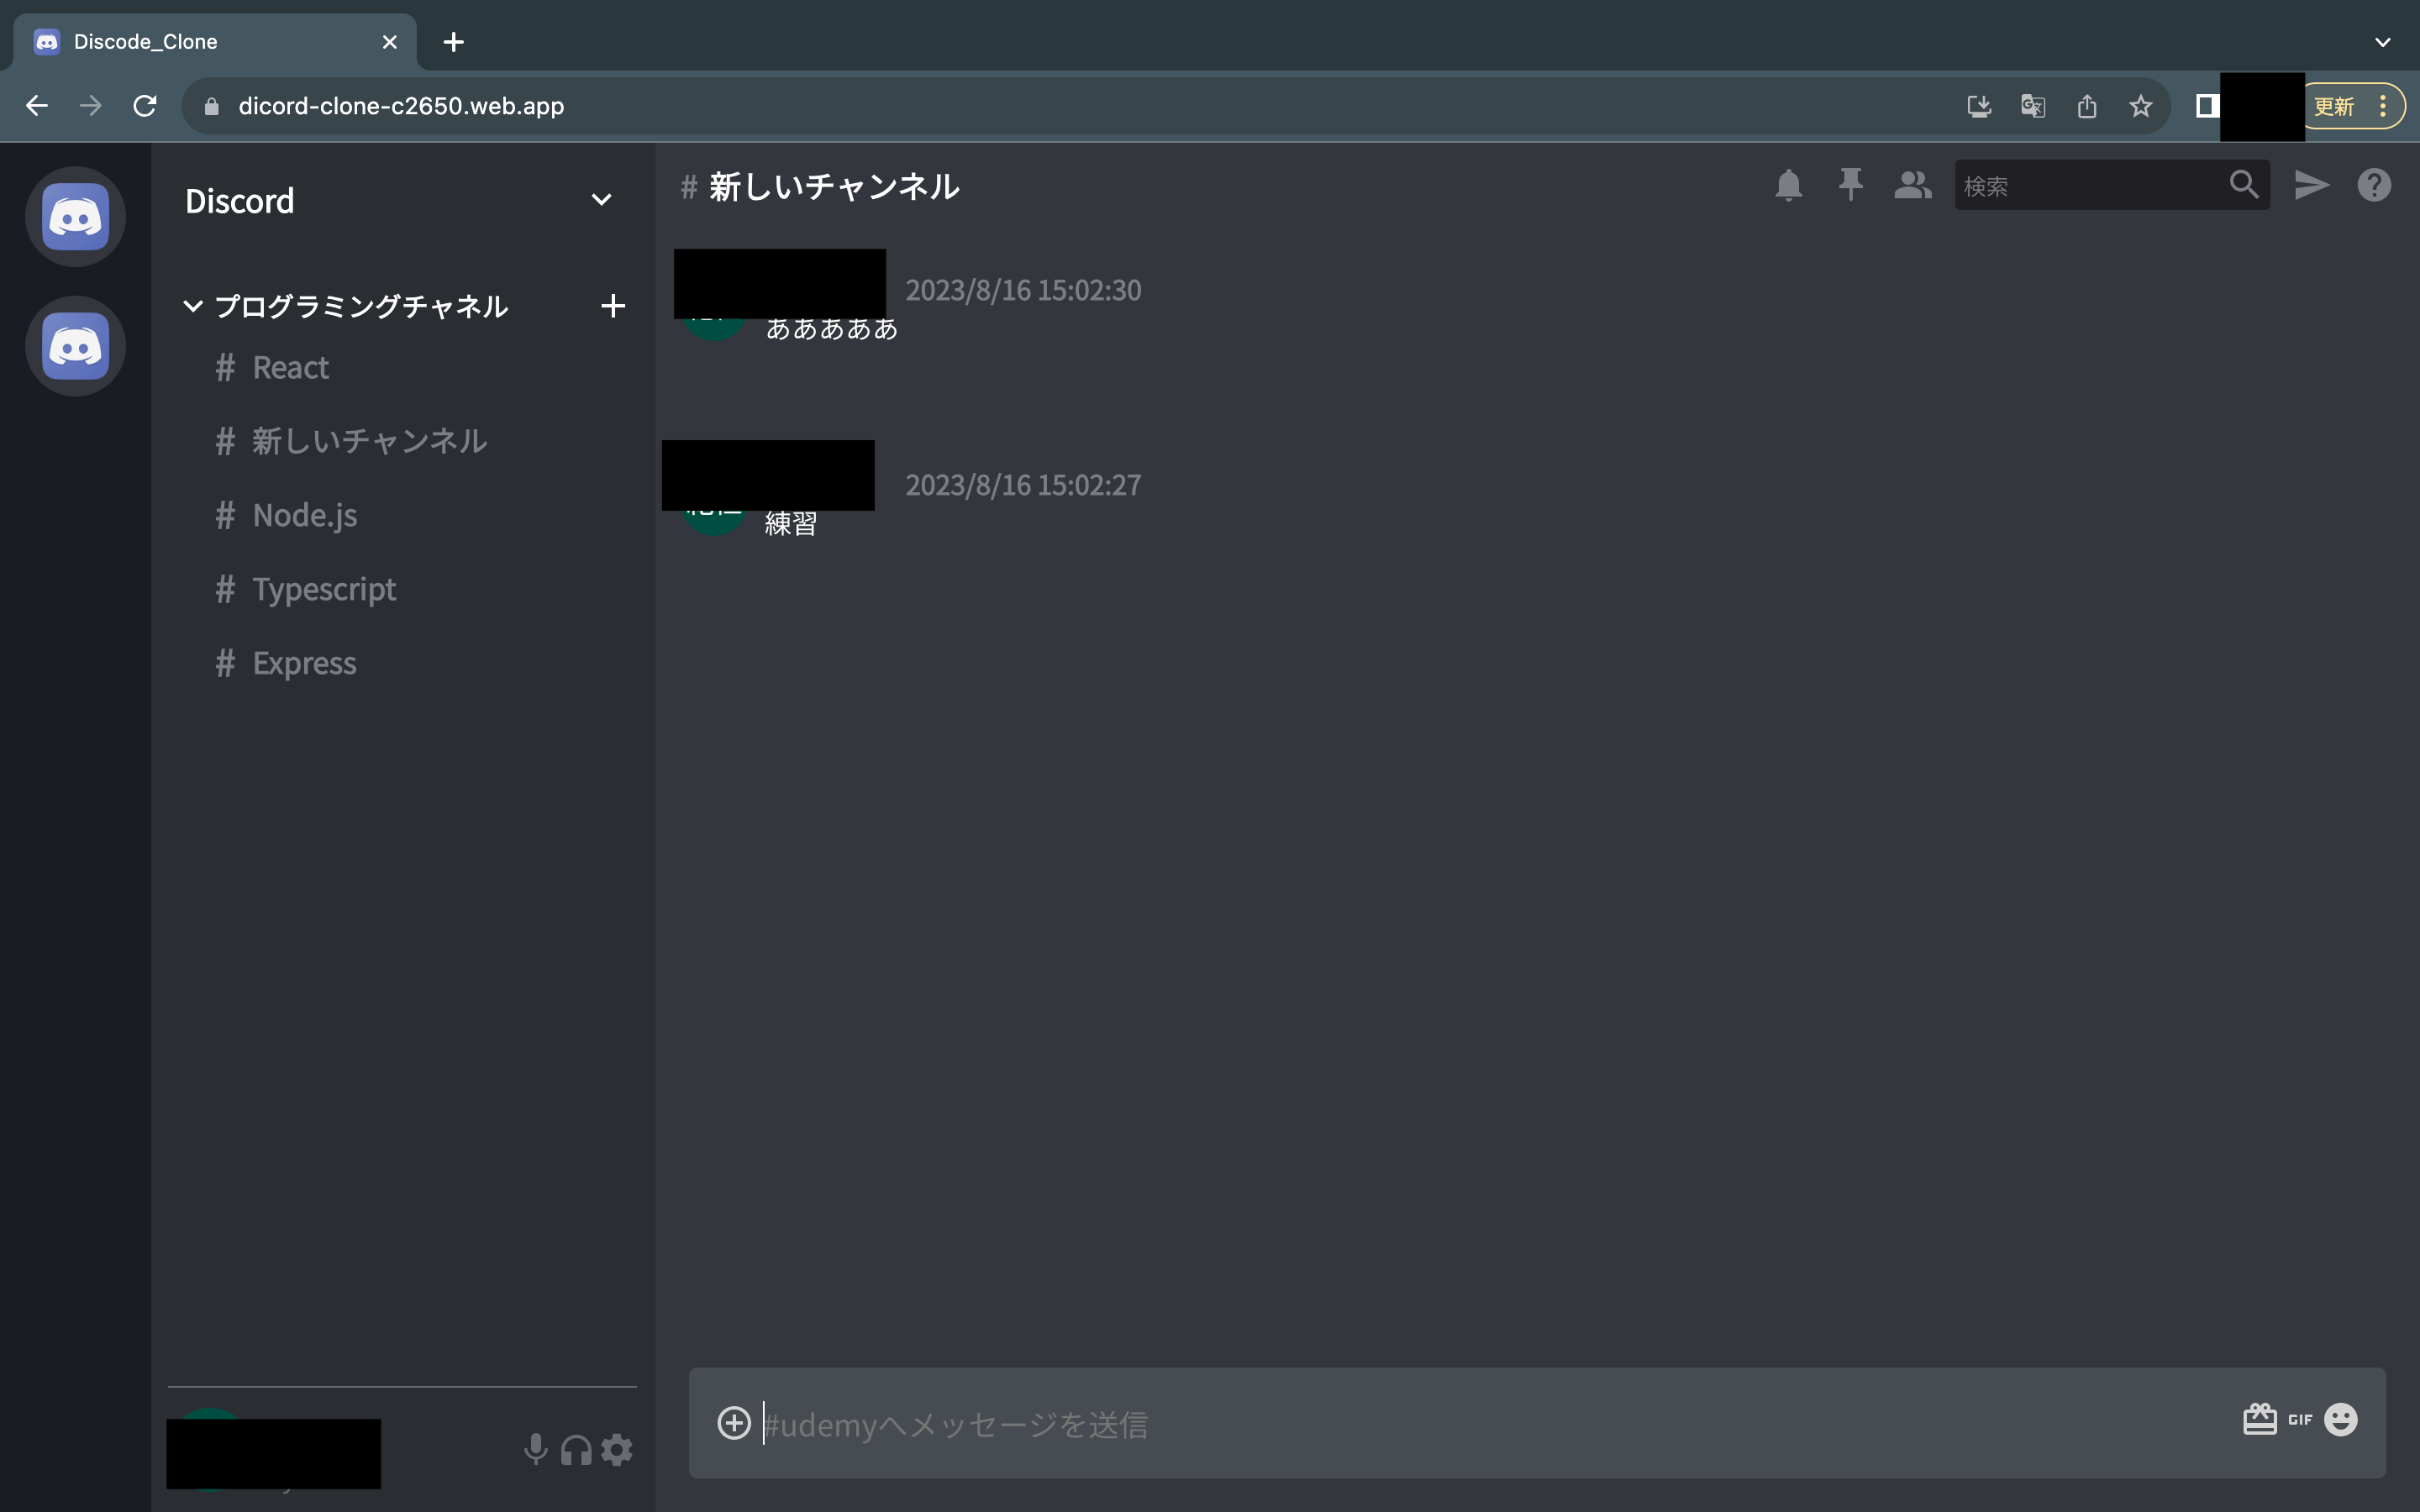 Discode_Clone
dicord-clone-c2650.web.app
更新
Discord
プログラミングチャネル
# React
# 新しいチャンネル
# Node.js
# Typescript
# Express
# 新しいチャンネル
検索
2023/8/16 15:02:30
あああああ
2023/8/16 15:02:27
練習
#udemyへメッセージを送信
GIF